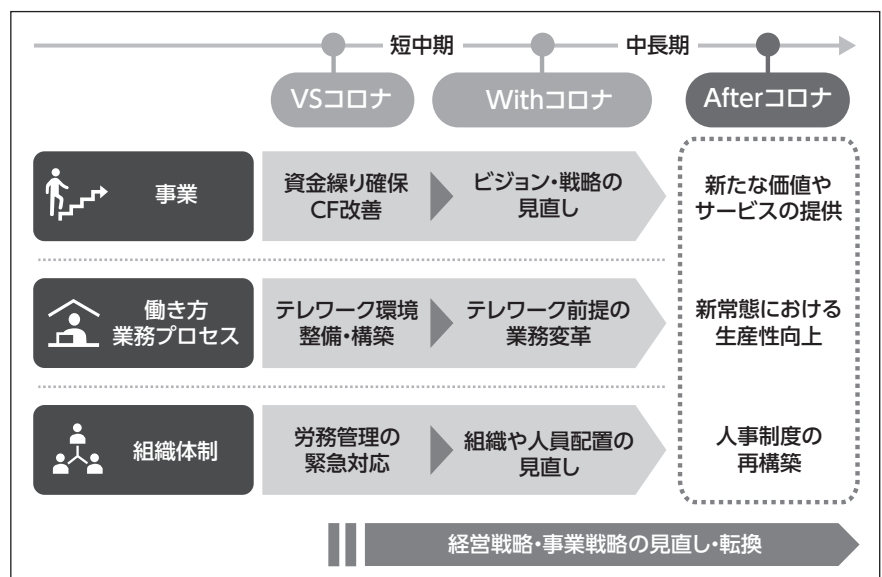 短中期
中長期
VSコロナ
Withコロナ
Afterコロナ
事業
資金繰り確保
CF改善
ビジョン・戦略の
見直し
新たな価値や
サービスの提供
働き方
業務プロセス
テレワーク環境
整備・構築
テレワーク前提の
業務変革
新常態における
生産性向上
組織体制
労務管理の
緊急対応
組織や人員配置の
見直し
人事制度の
再構築
経営戦略・事業戦略の見直し・転換